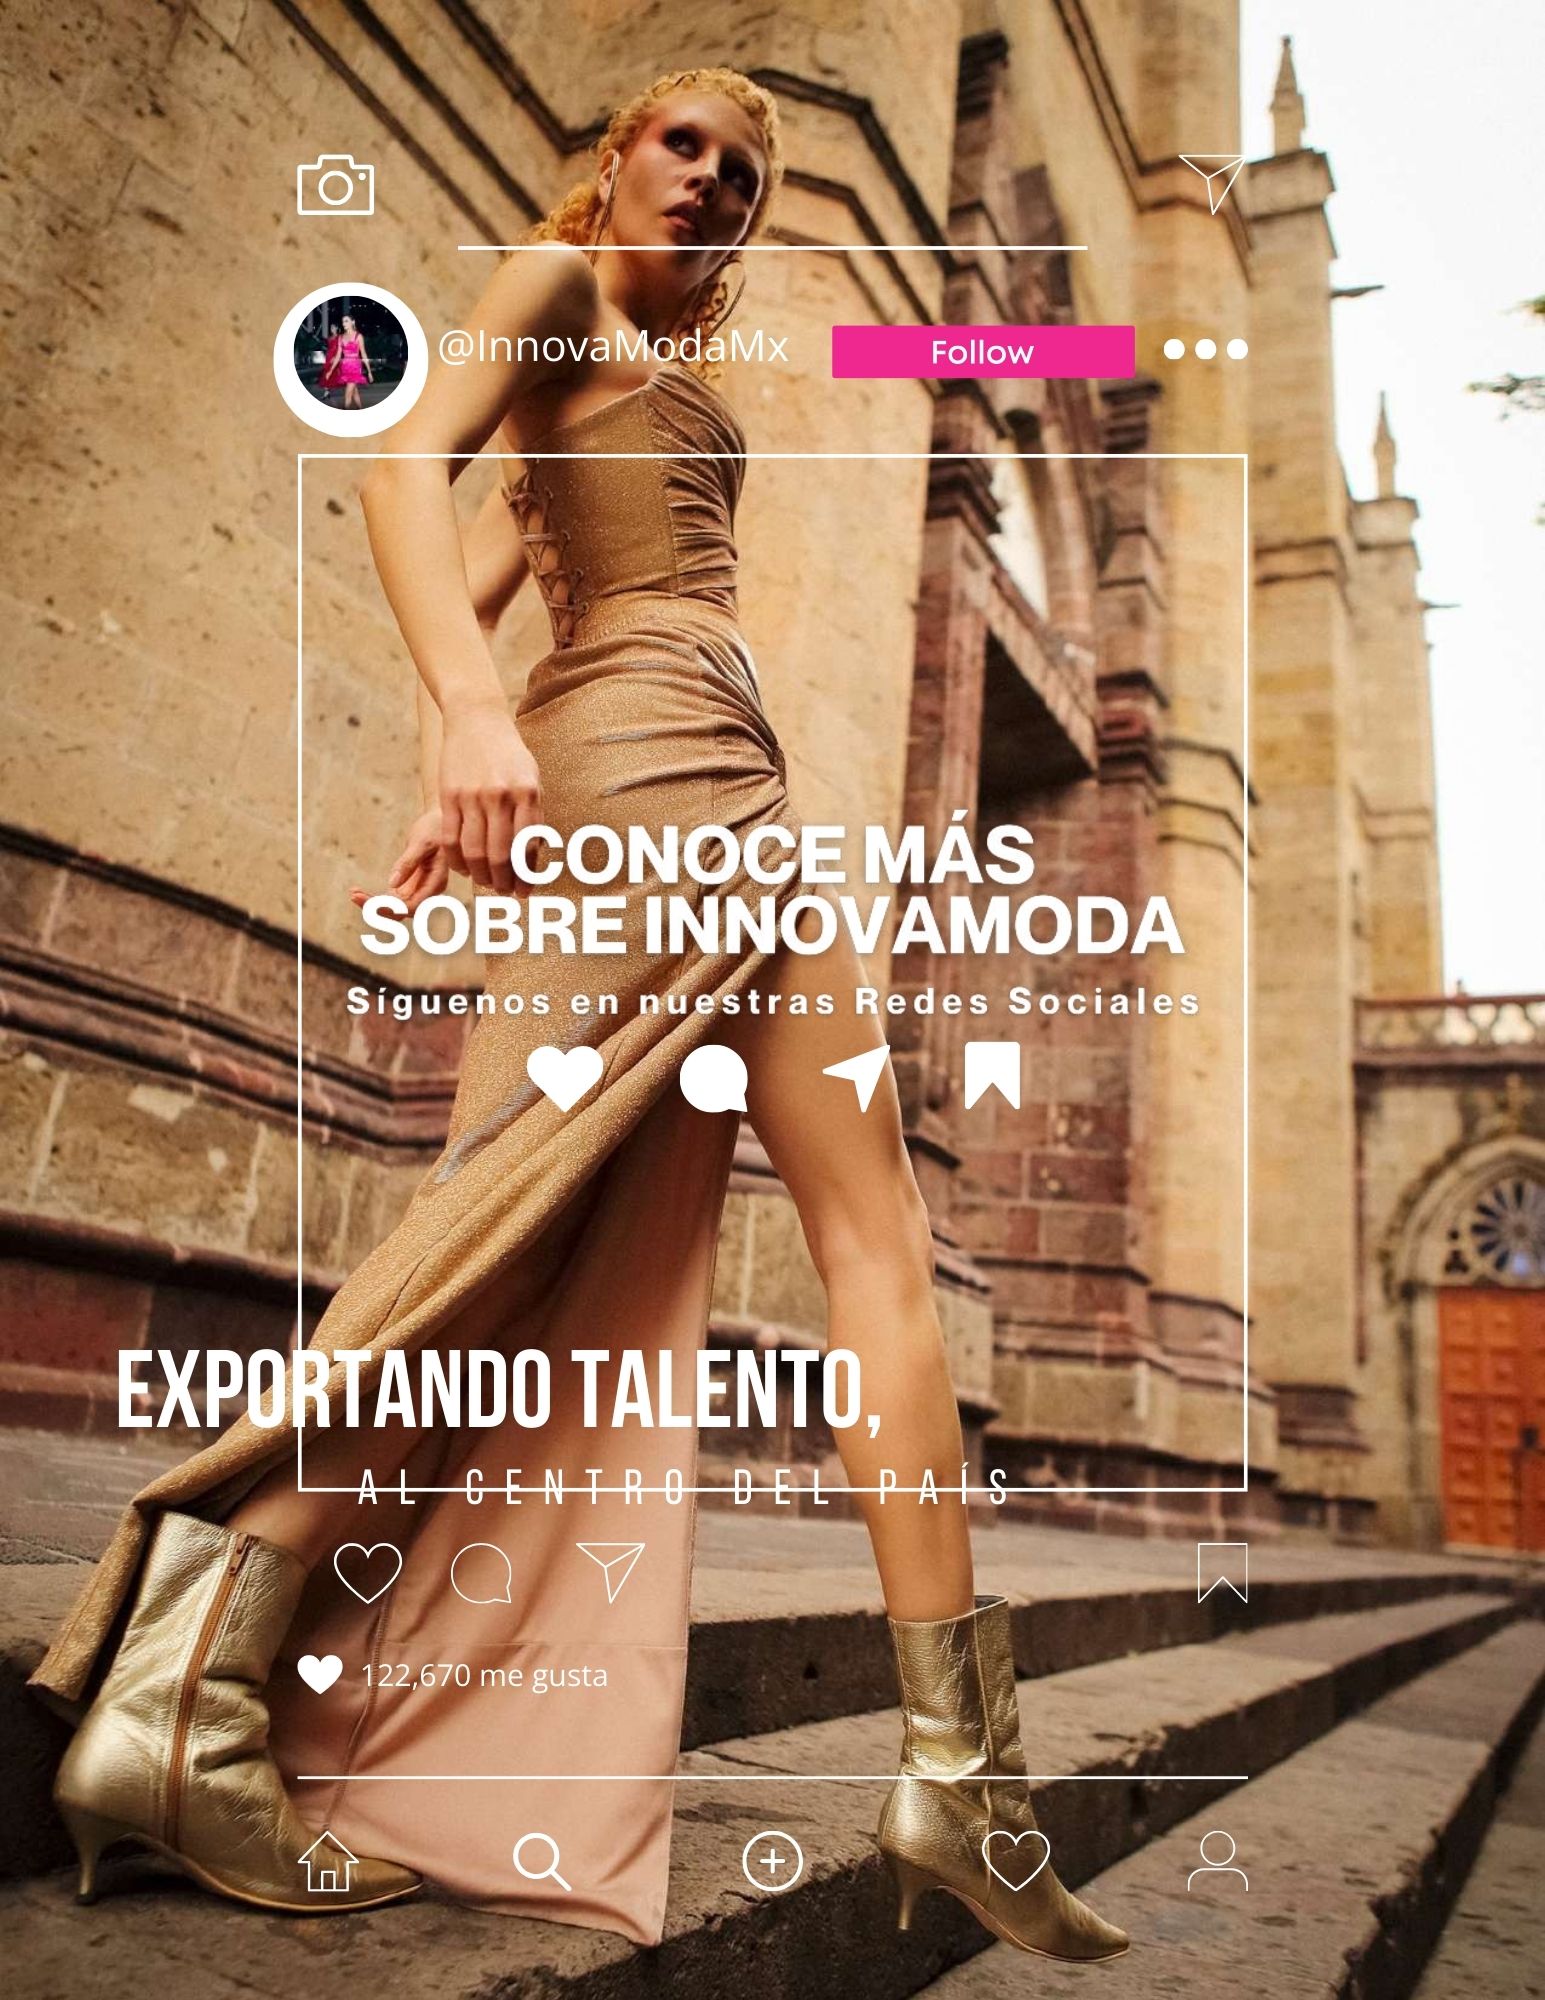 @InnovaModaMx
Follow
CONOCE MÁS
SOBRE INNOVAMODA
Síguenos en nuestras Redes Sociales
EXPORTANDO TALENTO,
AL CENTRO DEL PAÍS
122,670 me gusta